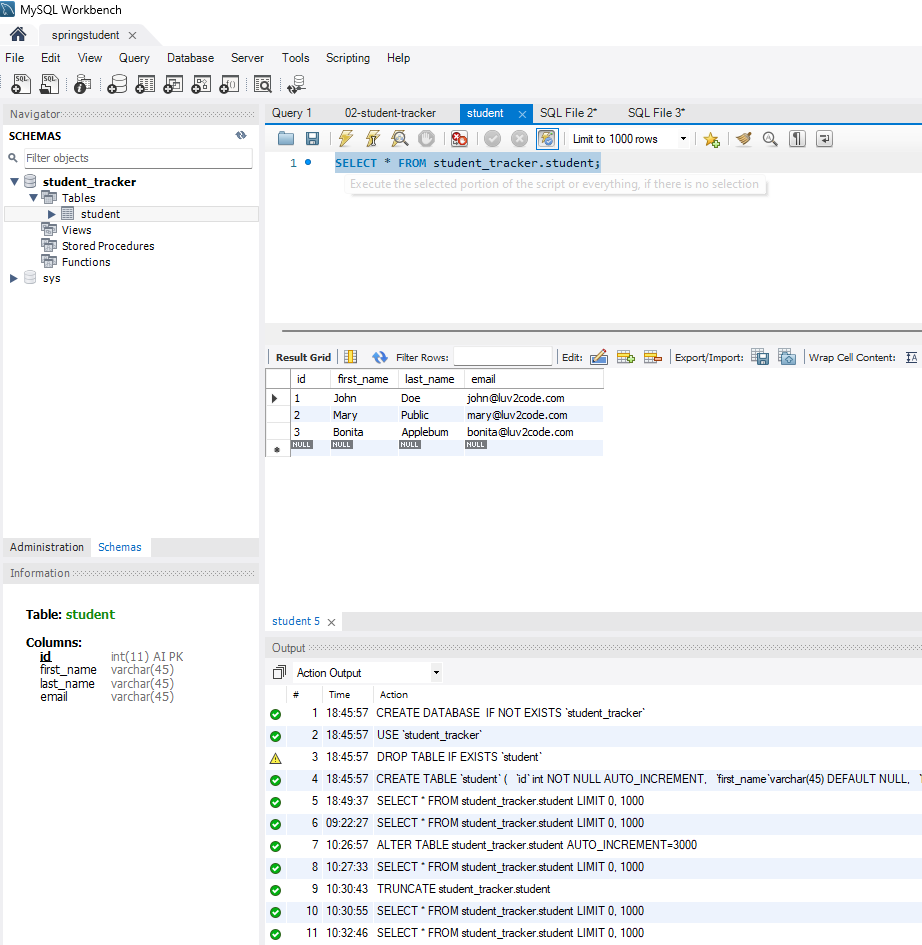 MySQL Workbench
springstudent
File Edit View Query Database Server Tools Scripting Help
Navigator
SCHEMAS
Filter objects
student_tracker
Tables
student
Views
Stored Procedures
Functions
sys
Administration Schemas
Information
Table: student
Columns:
id int(11) AI PK
first_name varchar(45)
last_name varchar(45)
email varchar(45)
Query 1 02-student-tracker student SQL File 2* SQL File 3*
Limit to 1000 rows
1 SELECT * FROM student_tracker.student;
Execute the selected portion of the script or everything, if there is no selection
Result Grid Filter Rows: Edit: Export/Import: Wrap Cell Content:
id first_name last_name email
1 John Doe john@luv2code.com
2 Mary Public mary@luv2code.com
3 Bonita Applebum bonita@luv2code.com
NULL NULL NULL NULL
student 5
Output
Action Output
# Time Action
1 18:45:57 CREATE DATABASE IF NOT EXISTS `student_tracker`
2 18:45:57 USE `student_tracker`
3 18:45:57 DROP TABLE IF EXISTS `student`
4 18:45:57 CREATE TABLE `student` ( `id` int NOT NULL AUTO_INCREMENT, `first_name` varchar(45) DEFAULT NULL, `
5 18:49:37 SELECT * FROM student_tracker.student LIMIT 0, 1000
6 09:22:27 SELECT * FROM student_tracker.student LIMIT 0, 1000
7 10:26:57 ALTER TABLE student_tracker.student AUTO_INCREMENT=3000
8 10:27:33 SELECT * FROM student_tracker.student LIMIT 0, 1000
9 10:30:43 TRUNCATE student_tracker.student
10 10:30:55 SELECT * FROM student_tracker.student LIMIT 0, 1000
11 10:32:46 SELECT * FROM student_tracker.student LIMIT 0, 1000